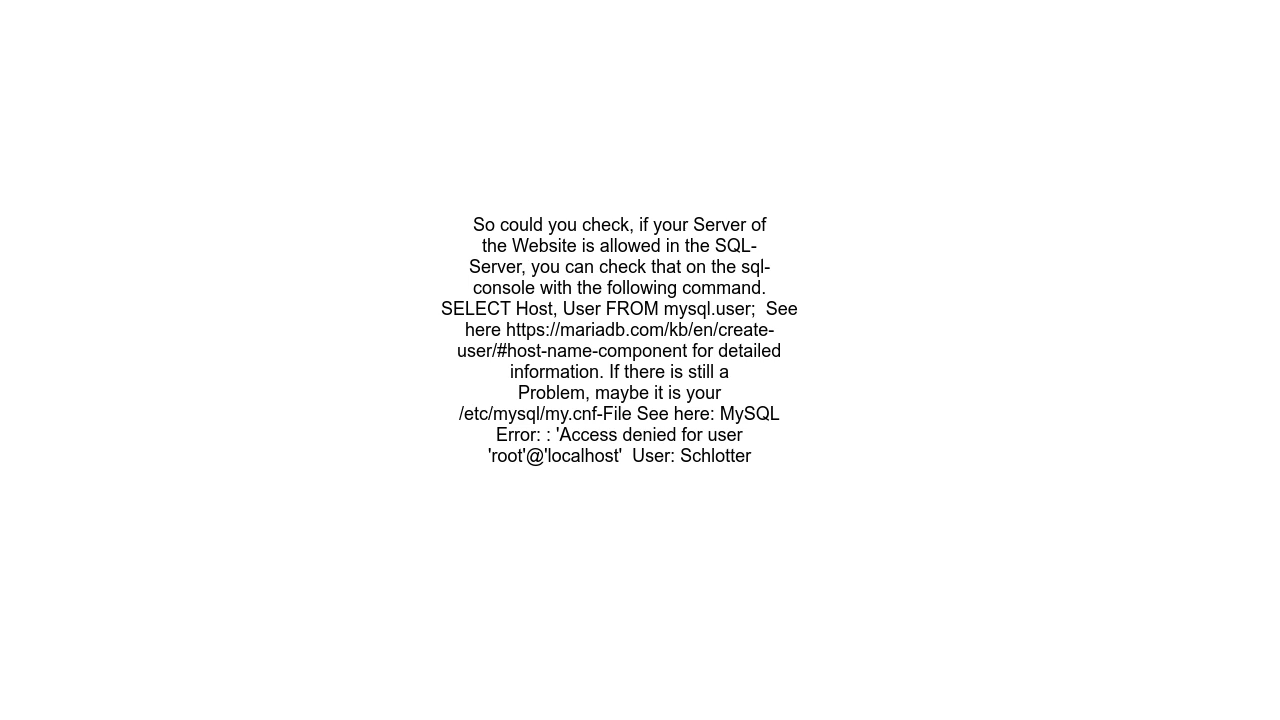 So could you check, if your Server of
the Website is allowed in the SQL-
Server, you can check that on the sql-
console with the following command.
SELECT Host, User FROM mysql.user;  See
here https://mariadb.com/kb/en/create-
user/#host-name-component for detailed
information. If there is still a
Problem, maybe it is your
/etc/mysql/my.cnf-File See here: MySQL
Error: : 'Access denied for user
'root'@'localhost'  User: Schlotter